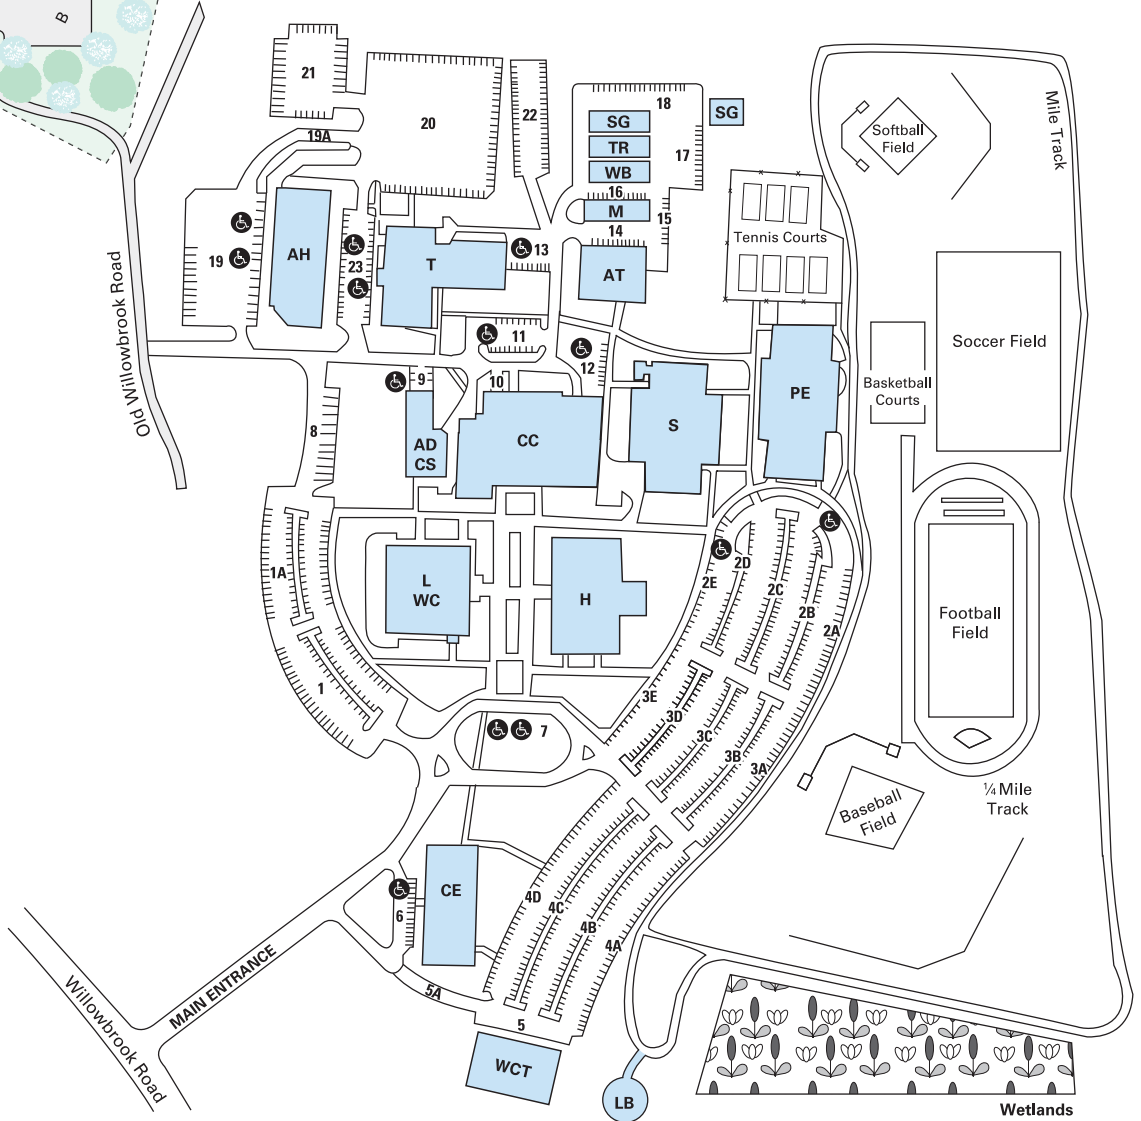 B
21
20
22
18
SG
SG
TR
17
WB
16
M
15
14
19A
Softball
Field
Mile Track
Tennis Courts
AH
19
23
T
13
AT
Old Willowbrook Road
11
12
9
10
Soccer Field
Basketball
Courts
PE
8
AD
CS
CC
S
1A
L
WC
H
2E
2D
2C
2B
2A
Football
Field
1
3E
3D
3C
3B
3A
7
¼ Mile
Track
Baseball
Field
CE
6
4D
4C
4B
4A
5A
5
MAIN ENTRANCE
Willowbrook Road
WCT
LB
Wetlands